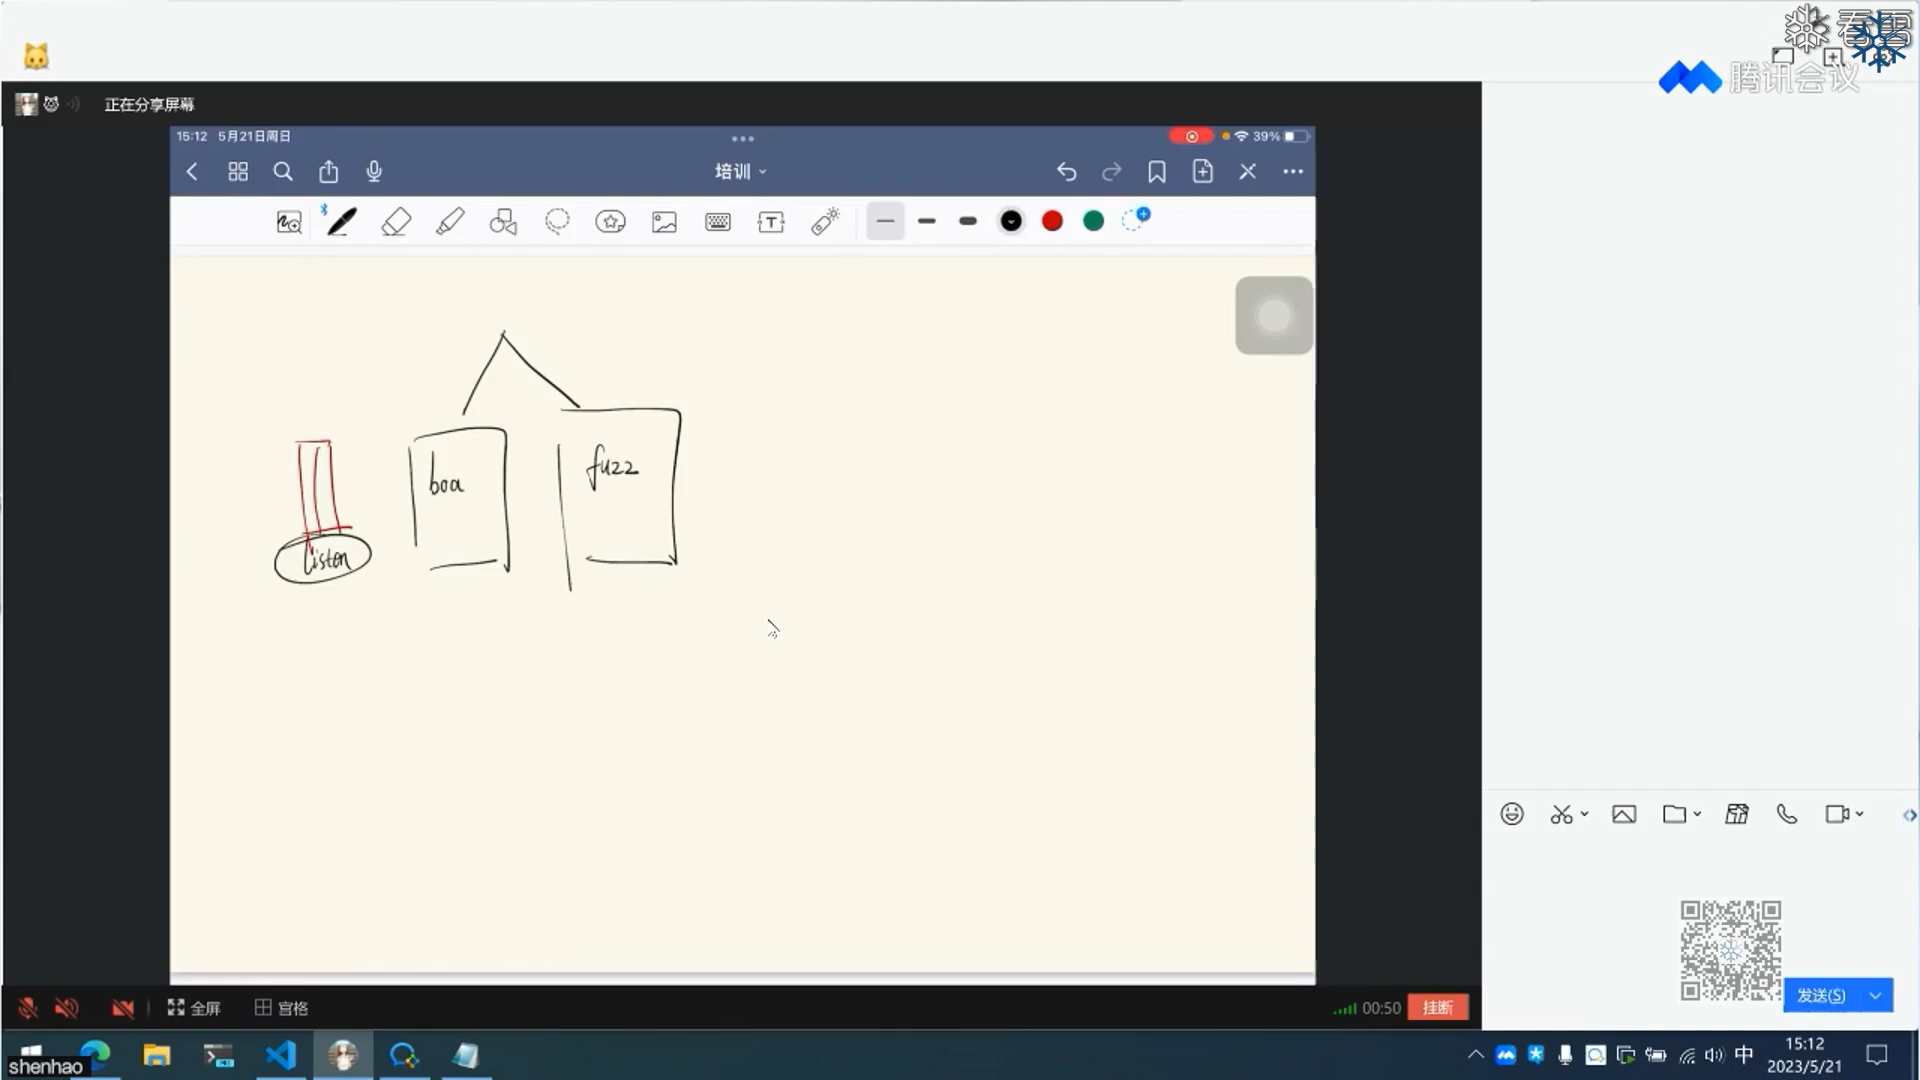 看雪
腾讯会议
正在分享屏幕
15:12 5月21日周日
39%
培训
T
fuzz
boa
listen
全屏
宫格
00:50
挂断
发送(S)
shenhao
中
15:12
2023/5/21